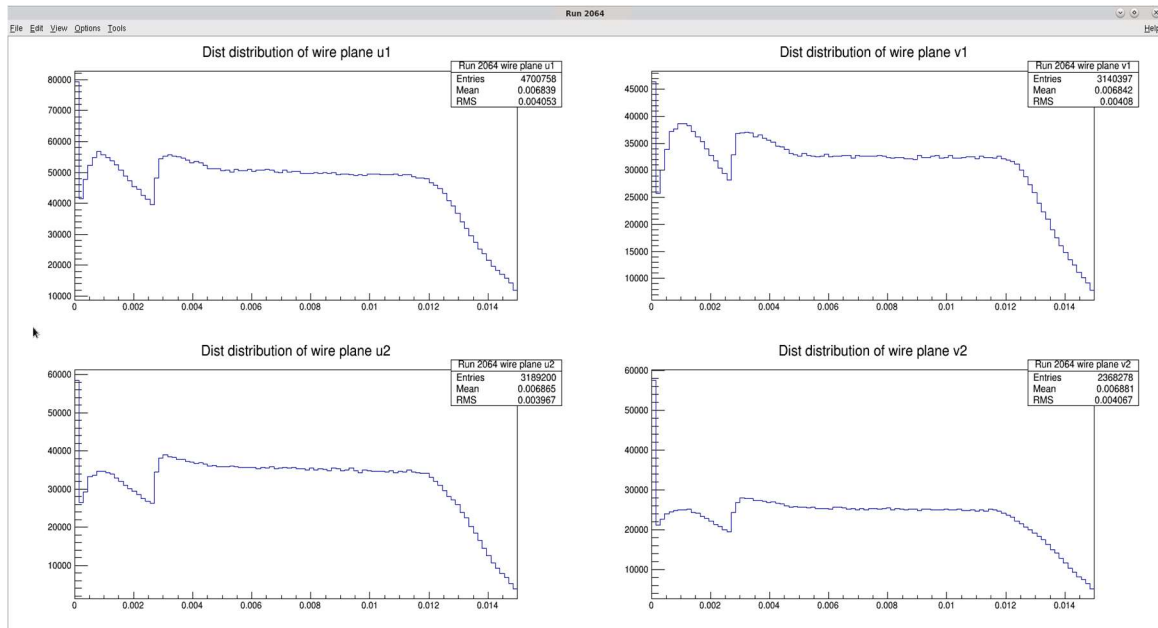 Run 2064
File Edit View Options Tools Help
Dist distribution of wire plane u1
Run 2064 wire plane u1
Entries 4700758
Mean 0.006839
RMS 0.004053
80000
70000
60000
50000
40000
30000
20000
10000
0 0.002 0.004 0.006 0.008 0.01 0.012 0.014
Dist distribution of wire plane v1
Run 2064 wire plane v1
Entries 3140397
Mean 0.006842
RMS 0.00408
45000
40000
35000
30000
25000
20000
15000
10000
0 0.002 0.004 0.006 0.008 0.01 0.012 0.014
Dist distribution of wire plane u2
Run 2064 wire plane u2
Entries 3189200
Mean 0.006865
RMS 0.003967
60000
50000
40000
30000
20000
10000
0 0.002 0.004 0.006 0.008 0.01 0.012 0.014
Dist distribution of wire plane v2
Run 2064 wire plane v2
Entries 2368278
Mean 0.006881
RMS 0.004067
60000
50000
40000
30000
20000
10000
0 0.002 0.004 0.006 0.008 0.01 0.012 0.014